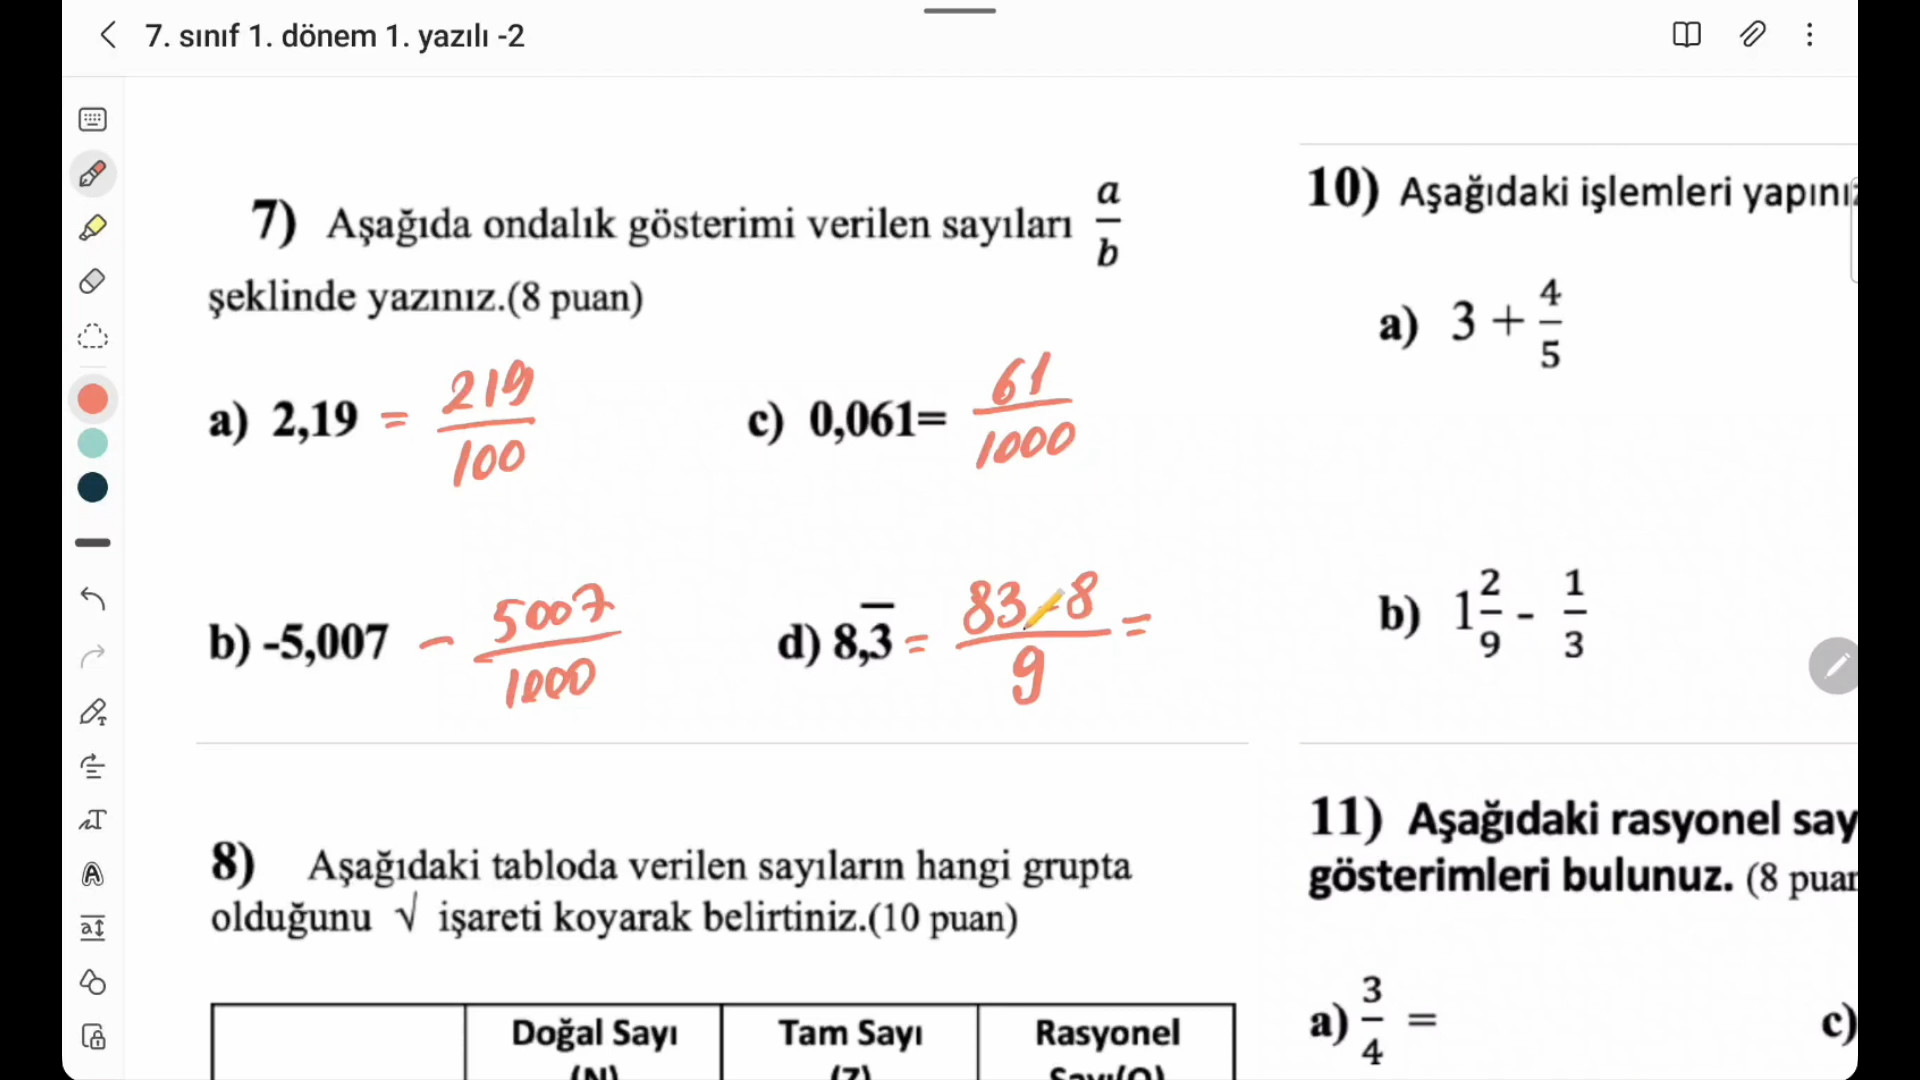 7. sınıf 1. dönem 1. yazılı -2
7) Aşağıda ondalık gösterimi verilen sayıları a/b
şeklinde yazınız.(8 puan)
a) 2,19 = 219/100
c) 0,061= 61/1000
b) -5,007 - 5007/1000
d) 8,3̅ = 83-8/9 =
8) Aşağıdaki tabloda verilen sayıların hangi grupta
olduğunu √ işareti koyarak belirtiniz.(10 puan)
Doğal Sayı Tam Sayı Rasyonel
(N) (Z) Sayı(Q)
10) Aşağıdaki işlemleri yapını
a) 3 + 4/5
b) 1 2/9 - 1/3
11) Aşağıdaki rasyonel say
gösterimleri bulunuz. (8 puan
a) 3/4 =
c)